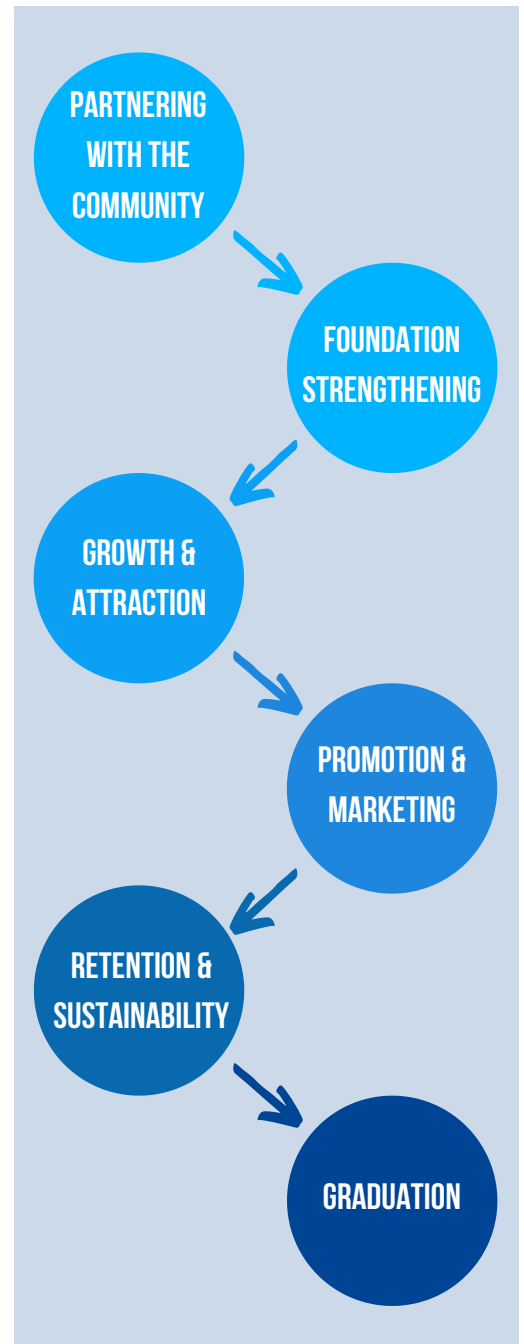 PARTNERING
WITH THE
COMMUNITY
FOUNDATION
STRENGTHENING
GROWTH &
ATTRACTION
PROMOTION &
MARKETING
RETENTION &
SUSTAINABILITY
GRADUATION